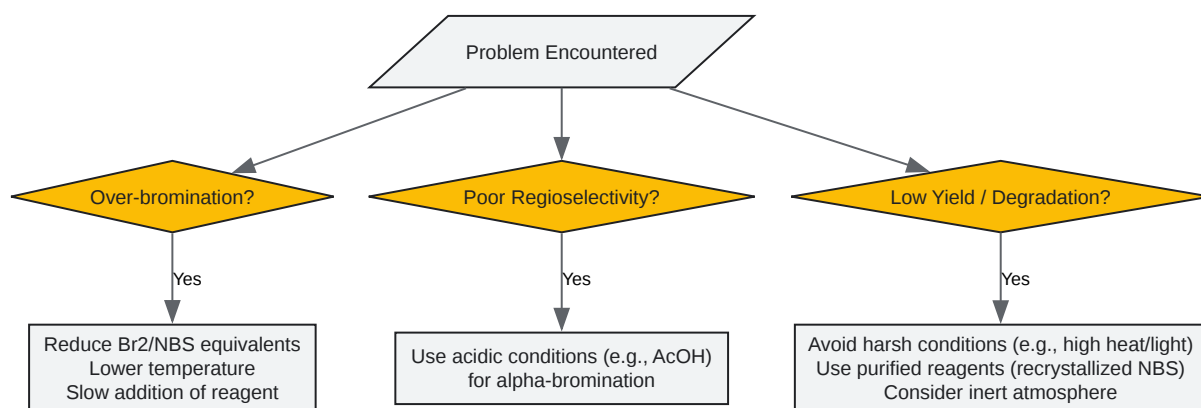 Problem Encountered
Over-bromination?
Poor Regioselectivity?
Low Yield / Degradation?
Yes
Yes
Yes
Reduce Br2/NBS equivalents
Lower temperature
Slow addition of reagent
Use acidic conditions (e.g., AcOH)
for alpha-bromination
Avoid harsh conditions (e.g., high heat/light)
Use purified reagents (recrystallized NBS)
Consider inert atmosphere